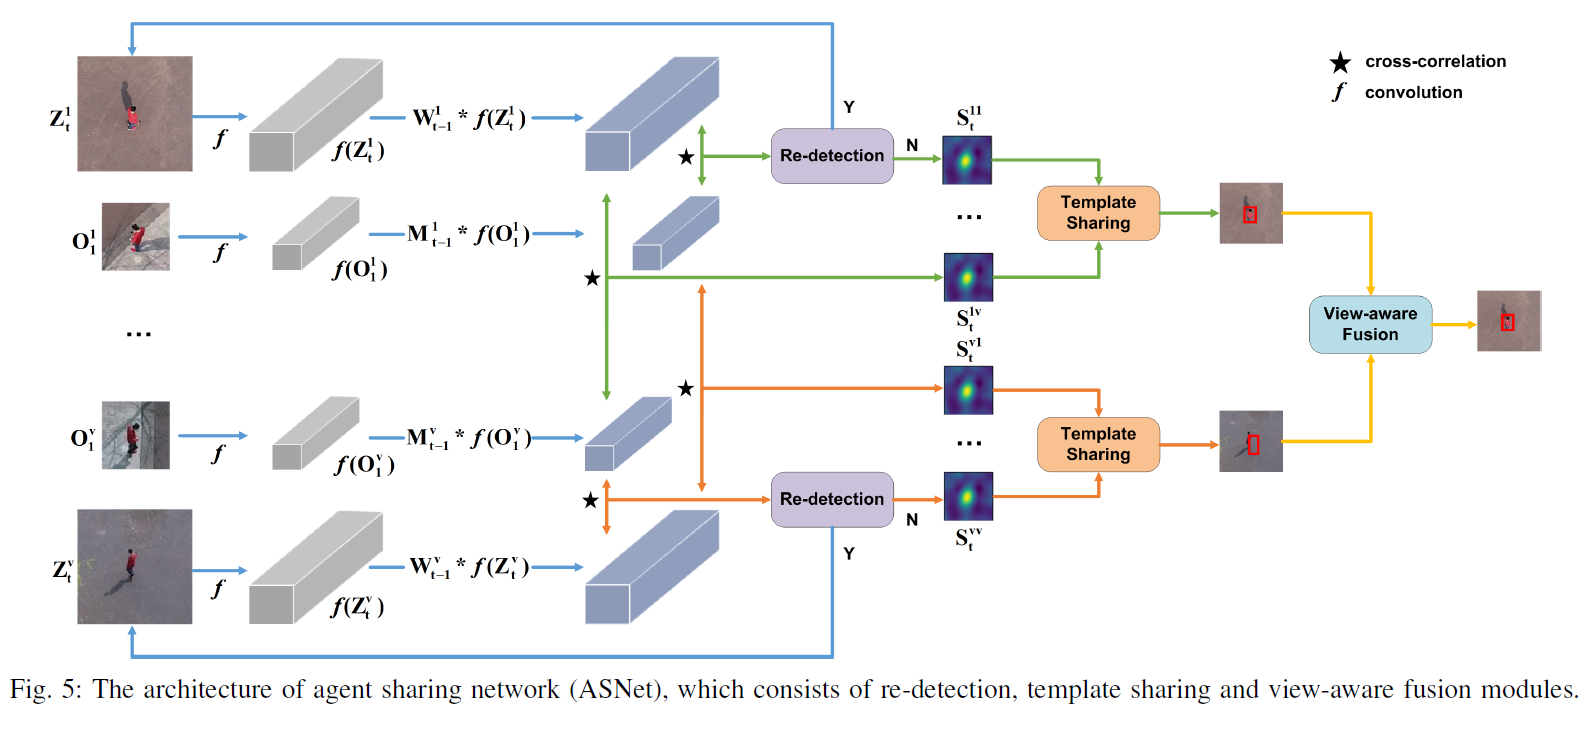 ★ cross-correlation
f convolution
Z_t^1
f
f(Z_t^1)
W_{t-1}^1 * f(Z_t^1)
★
Re-detection
Y
N
S_t^{11}
...
Template
Sharing
O_1^1
f
f(O_1^1)
M_{t-1}^1 * f(O_1^1)
★
S_t^{1v}
...
View-aware
Fusion
S_t^{v1}
★
...
Template
Sharing
O_1^v
f
f(O_1^v)
M_{t-1}^v * f(O_1^v)
★
Re-detection
N
Y
S_t^{vv}
Z_t^v
f
f(Z_t^v)
W_{t-1}^v * f(Z_t^v)
Fig. 5: The architecture of agent sharing network (ASNet), which consists of re-detection, template sharing and view-aware fusion modules.